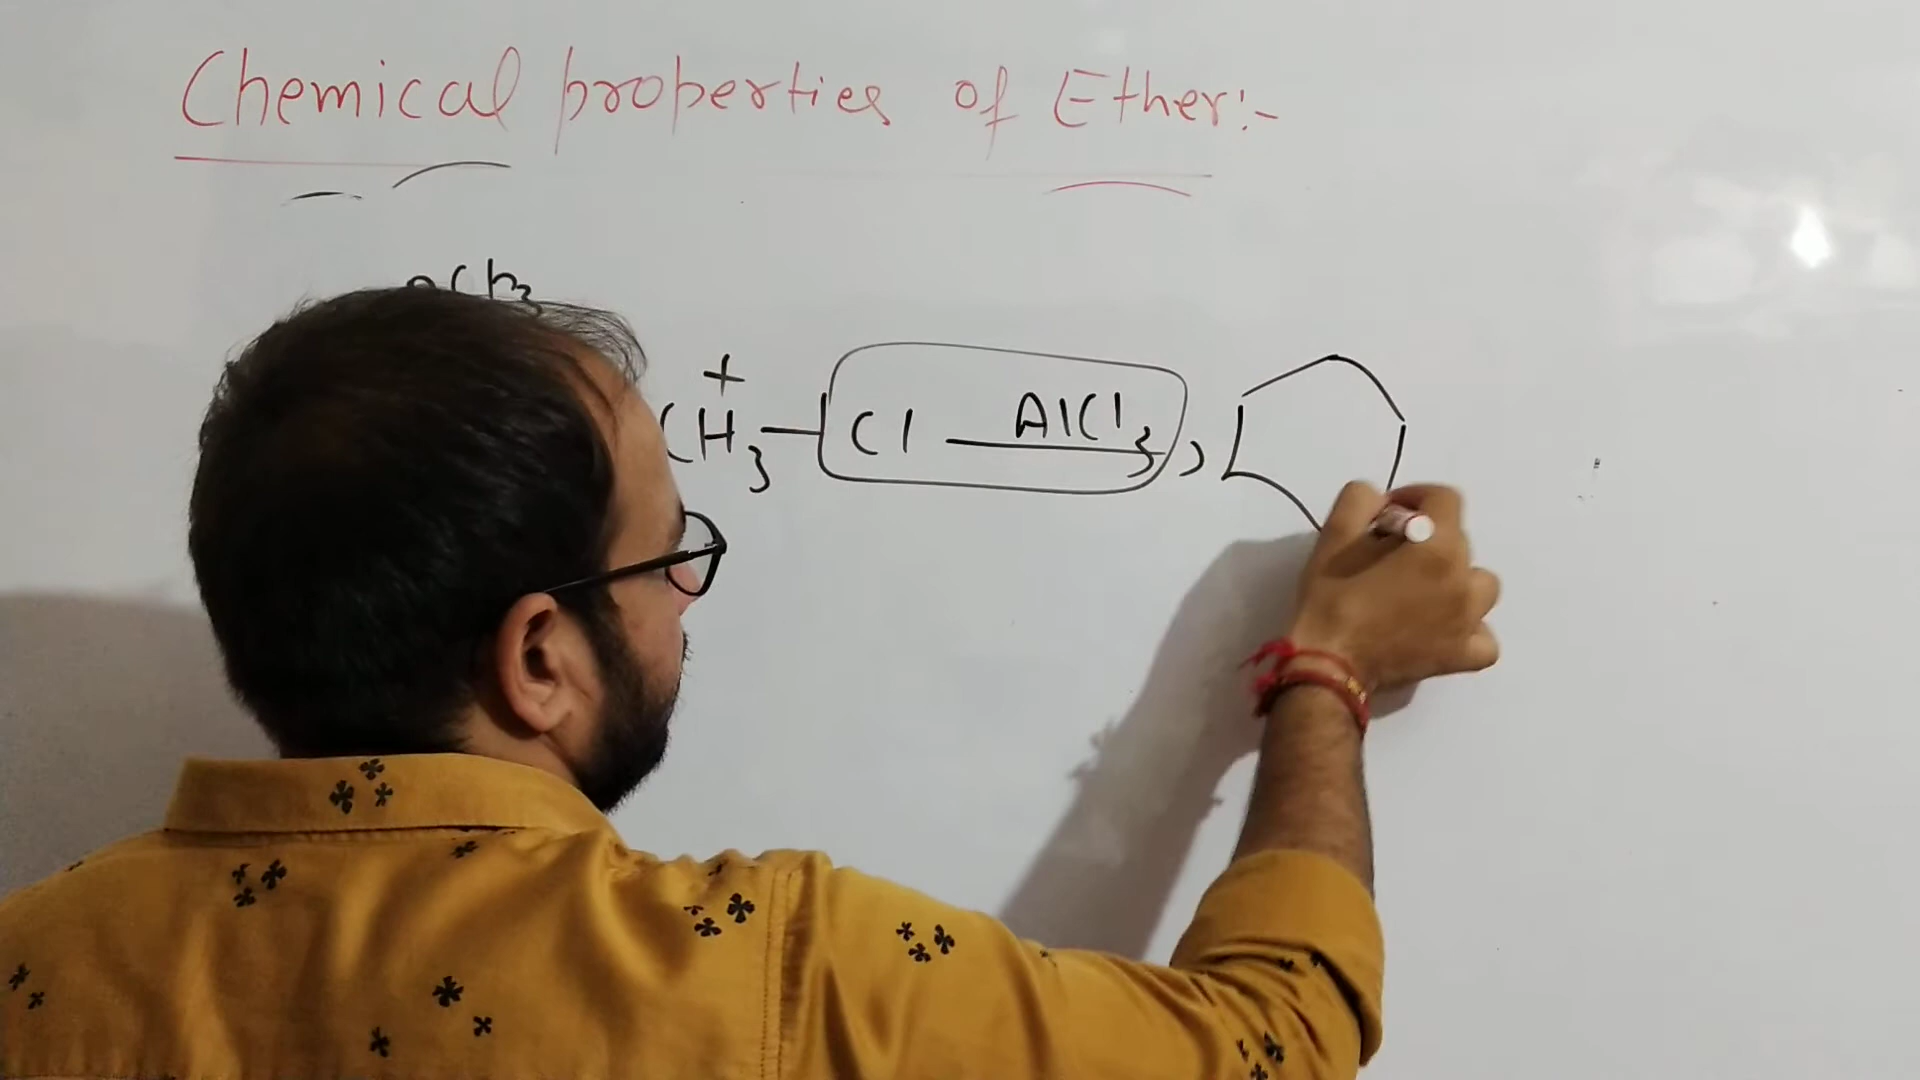 Chemical properties of Ether:-
OCH3
+
CH3-Cl AlCl3